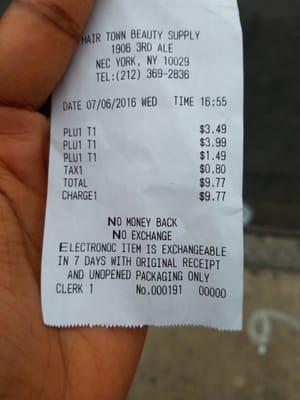 HAIR TOWN BEAUTY SUPPLY
1906 3RD ALE
NEC YORK, NY 10029
TEL:(212) 369-2836
DATE 07/06/2016 WED TIME 16:55
PLU1 T1 $3.49
PLU1 T1 $3.99
PLU1 T1 $1.49
TAX1 $0.80
TOTAL $9.77
CHARGE1 $9.77
NO MONEY BACK
NO EXCHANGE
ELECTRONOC ITEM IS EXCHANGEABLE
IN 7 DAYS WITH ORIGINAL RECEIPT
AND UNOPENED PACKAGING ONLY
CLERK 1 No.000191 00000